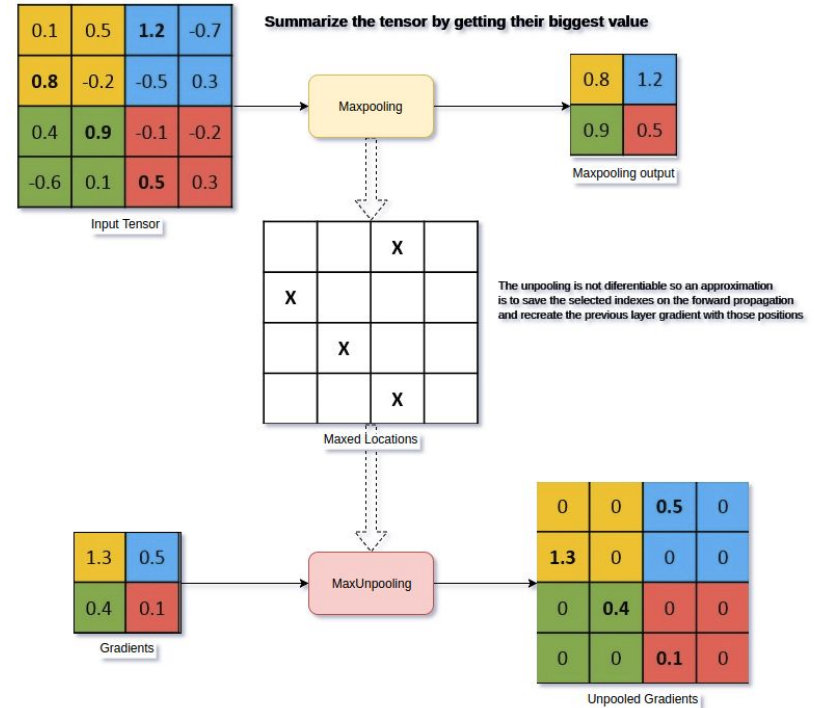 Summarize the tensor by getting their biggest value
0.1 0.5 1.2 -0.7
0.8 -0.2 -0.5 0.3
0.4 0.9 -0.1 -0.2
-0.6 0.1 0.5 0.3
Input Tensor
Maxpooling
0.8 1.2
0.9 0.5
Maxpooling output
X
X
X
X
Maxed Locations
The unpooling is not diferentiable so an approximation
is to save the selected indexes on the forward propagation
and recreate the previous layer gradient with those positions
1.3 0.5
0.4 0.1
Gradients
MaxUnpooling
0 0 0.5 0
1.3 0 0 0
0 0.4 0 0
0 0 0.1 0
Unpooled Gradients